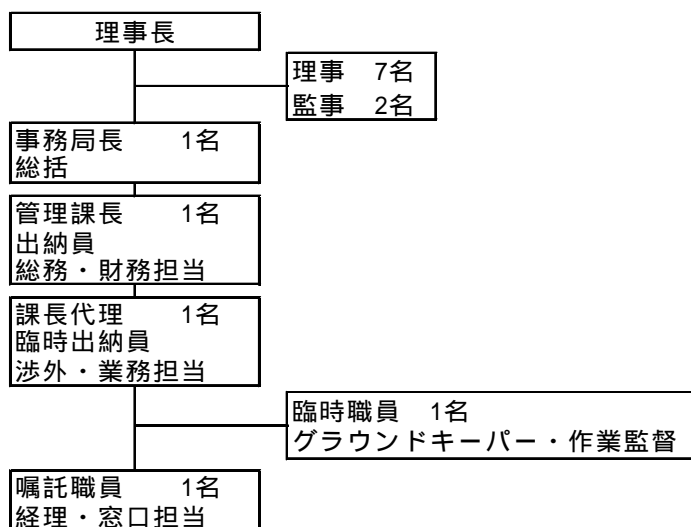 理事長
理事　7名
監事　2名
事務局長　　1名
総括
管理課長　　1名
出納員
総務・財務担当
課長代理　　1名
臨時出納員
渉外・業務担当
臨時職員　1名
グラウンドキーパー・作業監督
嘱託職員　　1名
経理・窓口担当